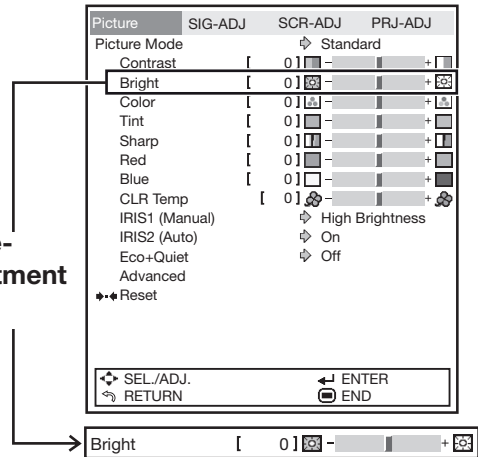 Picture SIG-ADJ SCR-ADJ PRJ-ADJ
Picture Mode Standard
Contrast [ 0 ] - +
Bright [ 0 ] - +
Color [ 0 ] - +
Tint [ 0 ] - +
Sharp [ 0 ] - +
Red [ 0 ] - +
Blue [ 0 ] - +
CLR Temp [ 0 ] - +
IRIS1 (Manual) High Brightness
IRIS2 (Auto) On
Eco+Quiet Off
Advanced
Reset
SEL./ADJ. ENTER
RETURN END
Bright [ 0 ] - +